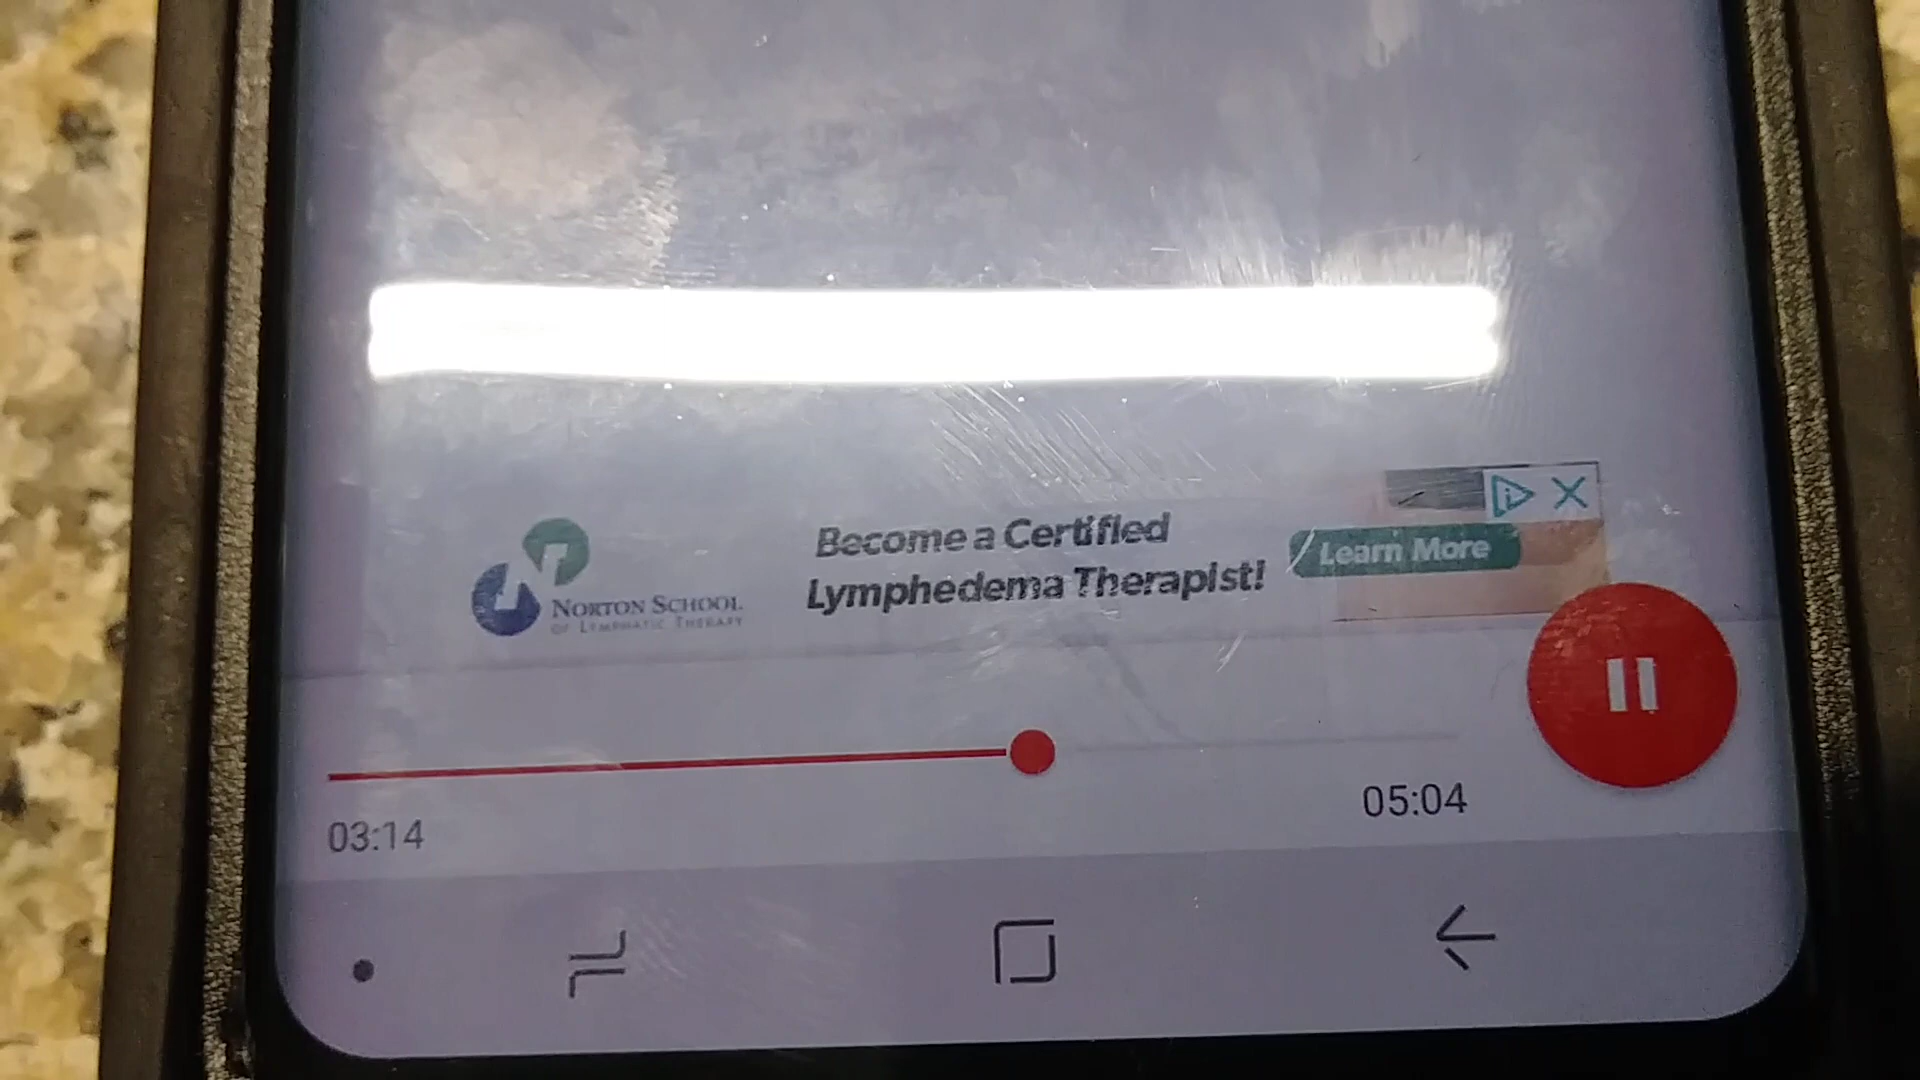 Become a Certified
Lymphedema Therapist!
Learn More
NORTON SCHOOL
OF LYMPHATIC THERAPY
03:14
05:04